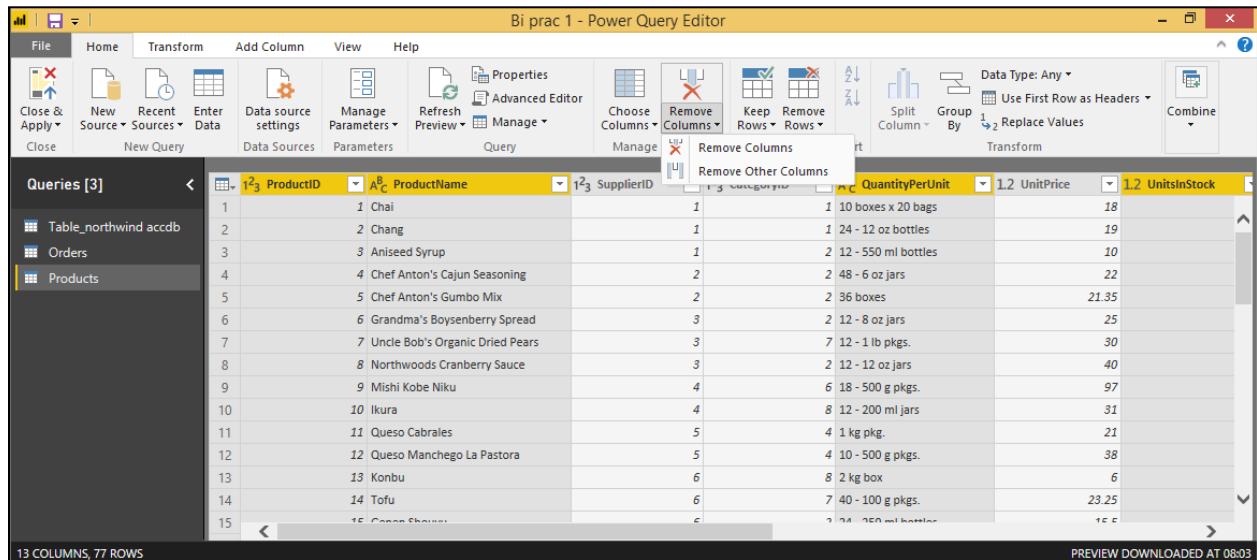 Bi prac 1 - Power Query Editor
File Home Transform Add Column View Help
Close & Apply
New Source
Recent Sources
Enter Data
Data source settings
Manage Parameters
Refresh Preview
Properties
Advanced Editor
Manage
Choose Columns
Remove Columns
Keep Rows
Remove Rows
Split Column
Group By
Data Type: Any
Use First Row as Headers
Replace Values
Combine
Close New Query Data Sources Parameters Query Manage rt Transform
Remove Columns
Remove Other Columns
Queries [3]
Table_northwind accdb
Orders
Products
ProductID ProductName SupplierID CategoryID QuantityPerUnit 1.2 UnitPrice 1.2 UnitsInStock
1 1 Chai 1 1 10 boxes x 20 bags 18
2 2 Chang 1 1 24 - 12 oz bottles 19
3 3 Aniseed Syrup 1 2 12 - 550 ml bottles 10
4 4 Chef Anton's Cajun Seasoning 2 2 48 - 6 oz jars 22
5 5 Chef Anton's Gumbo Mix 2 2 36 boxes 21.35
6 6 Grandma's Boysenberry Spread 3 2 12 - 8 oz jars 25
7 7 Uncle Bob's Organic Dried Pears 3 7 12 - 1 lb pkgs. 30
8 8 Northwoods Cranberry Sauce 3 2 12 - 12 oz jars 40
9 9 Mishi Kobe Niku 4 6 18 - 500 g pkgs. 97
10 10 Ikura 4 8 12 - 200 ml jars 31
11 11 Queso Cabrales 5 4 1 kg pkg. 21
12 12 Queso Manchego La Pastora 5 4 10 - 500 g pkgs. 38
13 13 Konbu 6 8 2 kg box 6
14 14 Tofu 6 7 40 - 100 g pkgs. 23.25
15
13 COLUMNS, 77 ROWS
PREVIEW DOWNLOADED AT 08:03